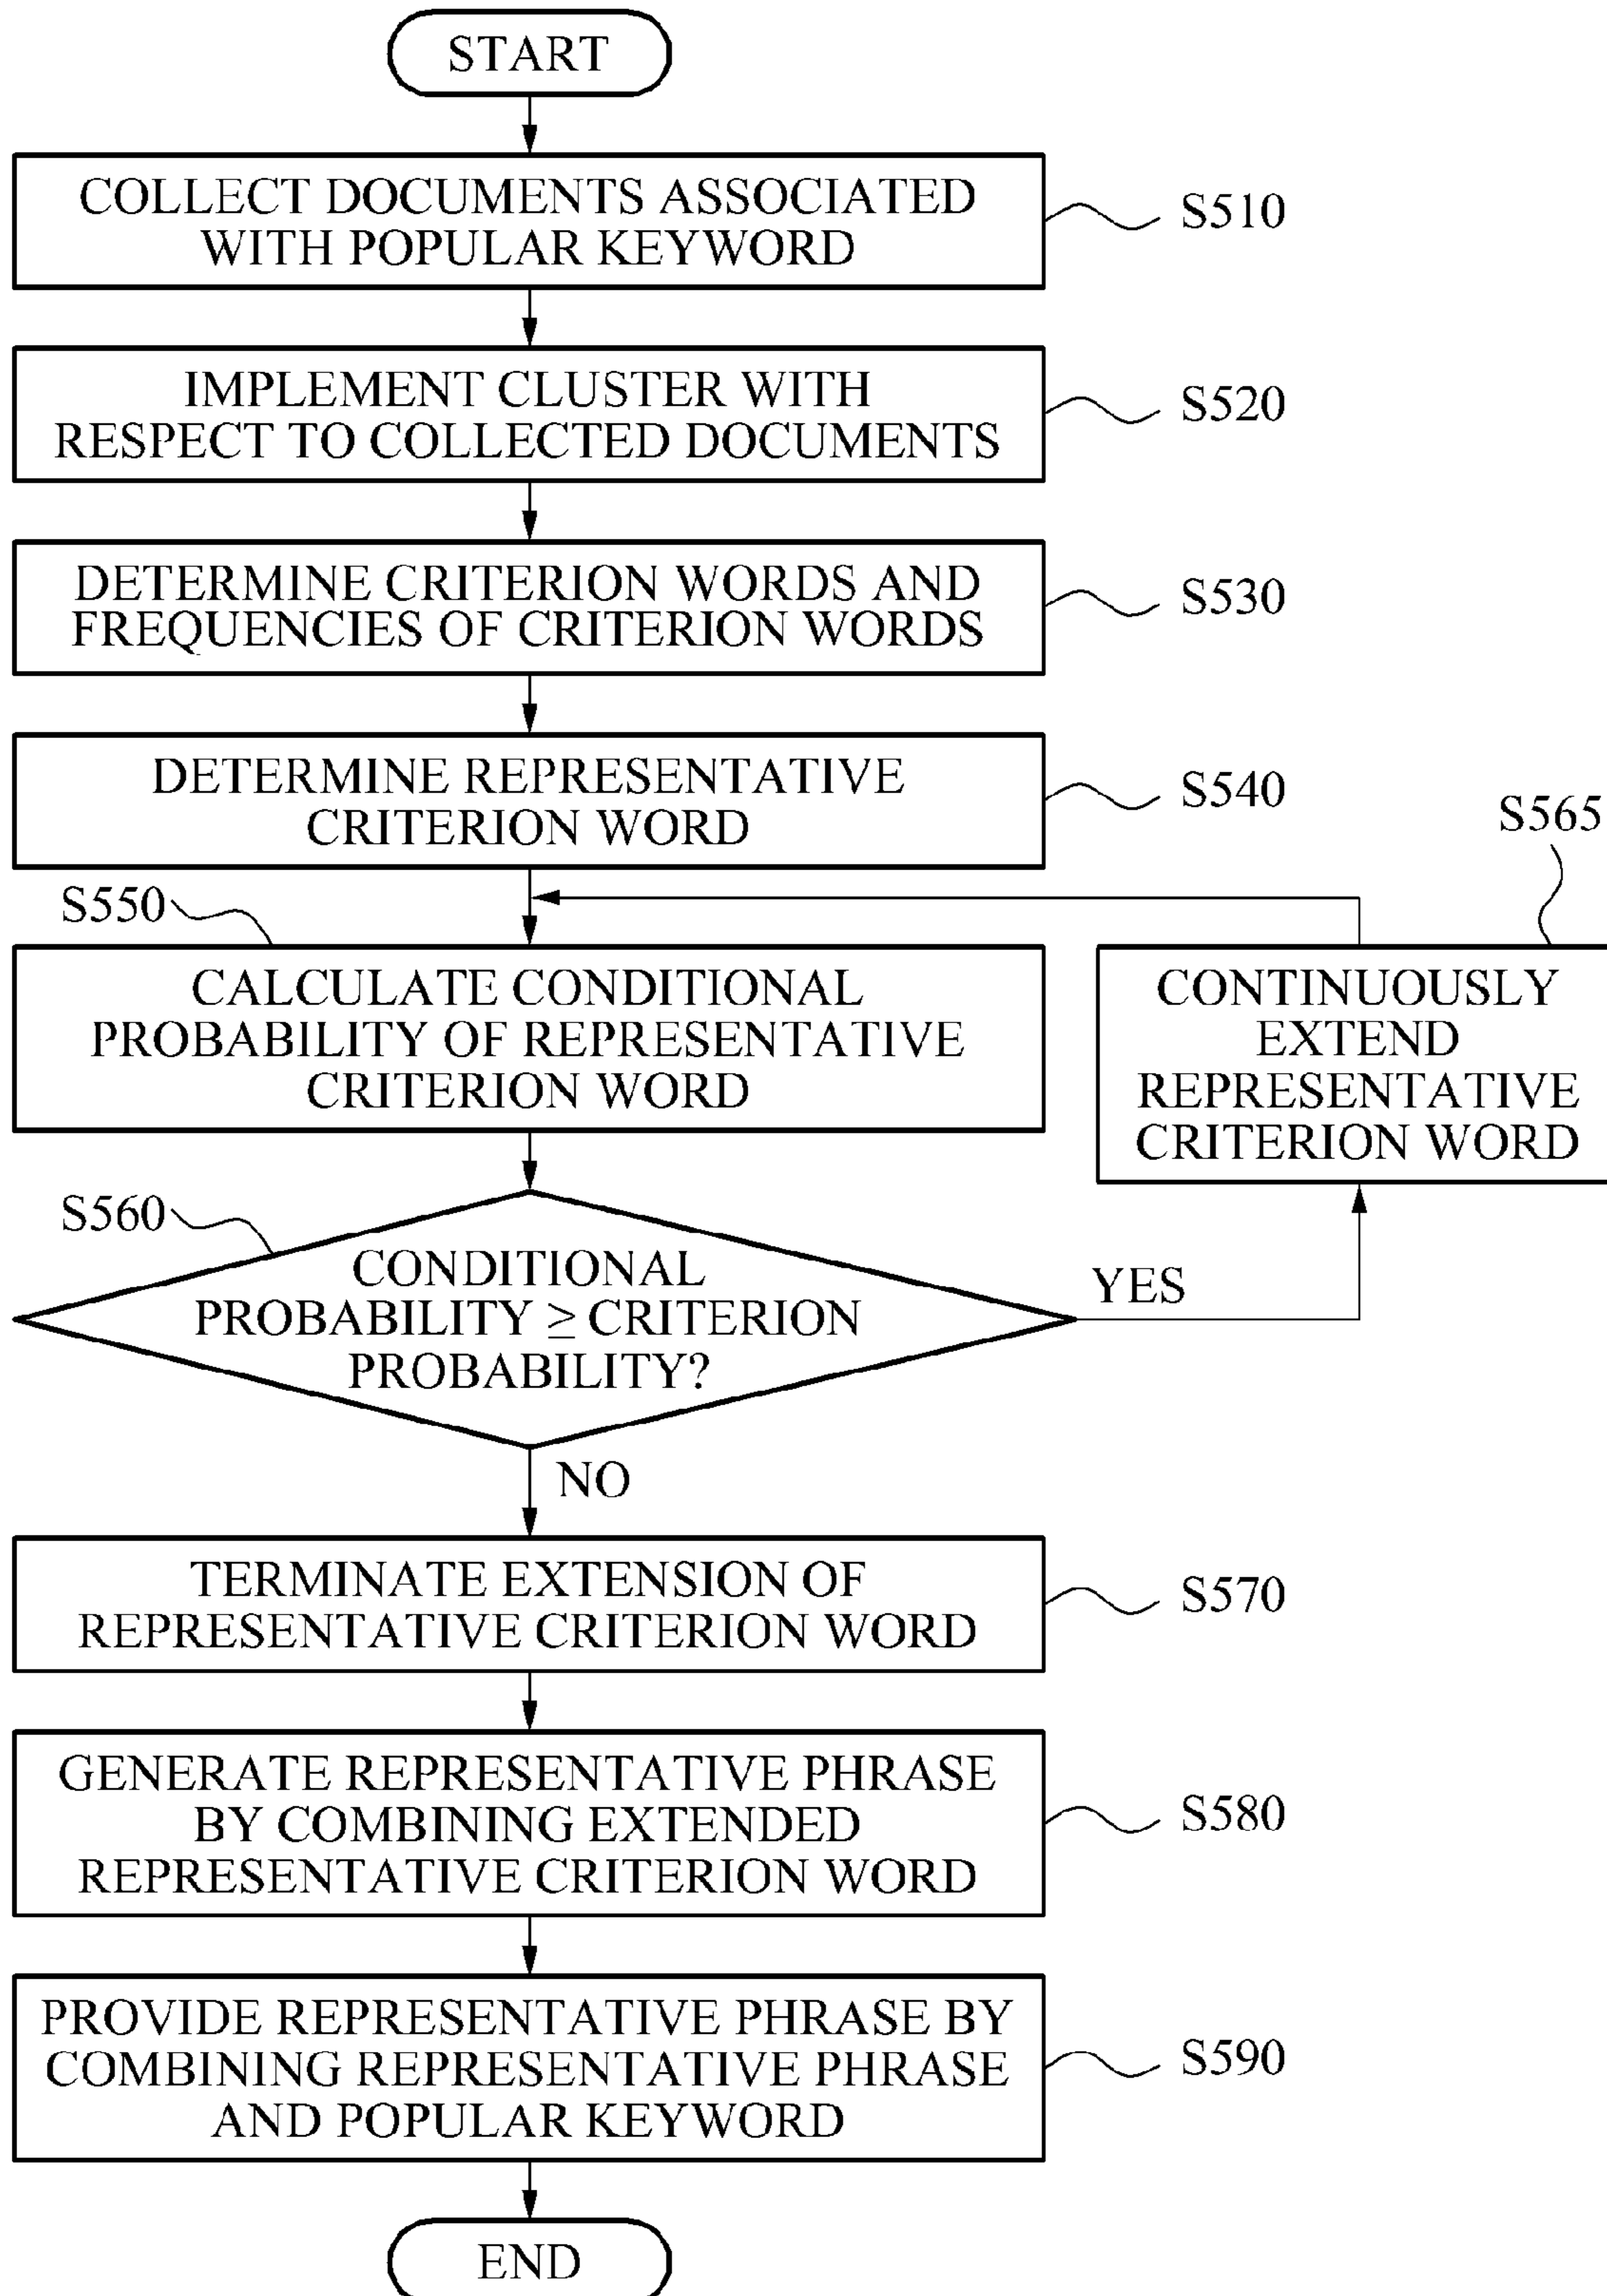 START
COLLECT DOCUMENTS ASSOCIATED
WITH POPULAR KEYWORD
S510
IMPLEMENT CLUSTER WITH
RESPECT TO COLLECTED DOCUMENTS
S520
DETERMINE CRITERION WORDS AND
FREQUENCIES OF CRITERION WORDS
S530
DETERMINE REPRESENTATIVE
CRITERION WORD
S540
S550
CALCULATE CONDITIONAL
PROBABILITY OF REPRESENTATIVE
CRITERION WORD
S565
CONTINUOUSLY
EXTEND
REPRESENTATIVE
CRITERION WORD
S560
CONDITIONAL
PROBABILITY ≥ CRITERION
PROBABILITY?
YES
NO
TERMINATE EXTENSION OF
REPRESENTATIVE CRITERION WORD
S570
GENERATE REPRESENTATIVE PHRASE
BY COMBINING EXTENDED
REPRESENTATIVE CRITERION WORD
S580
PROVIDE REPRESENTATIVE PHRASE BY
COMBINING REPRESENTATIVE PHRASE
AND POPULAR KEYWORD
S590
END